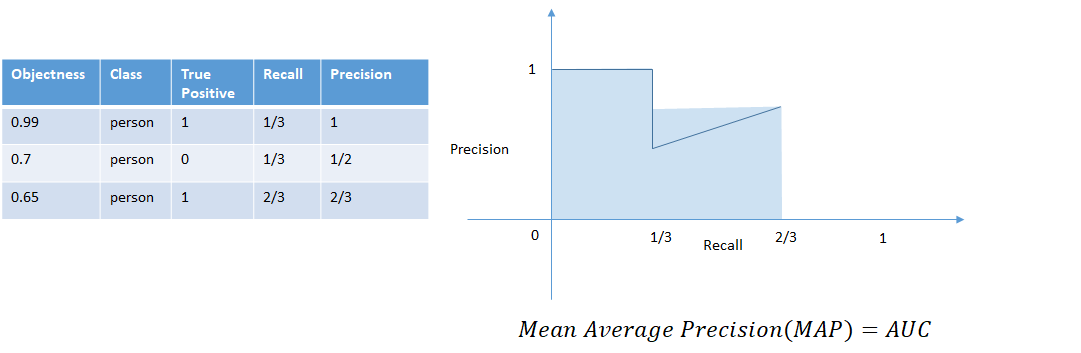 Objectness Class True Positive Recall Precision
0.99 person 1 1/3 1
0.7 person 0 1/3 1/2
0.65 person 1 2/3 2/3
1
Precision
0 1/3 Recall 2/3 1
Mean Average Precision(MAP) = AUC